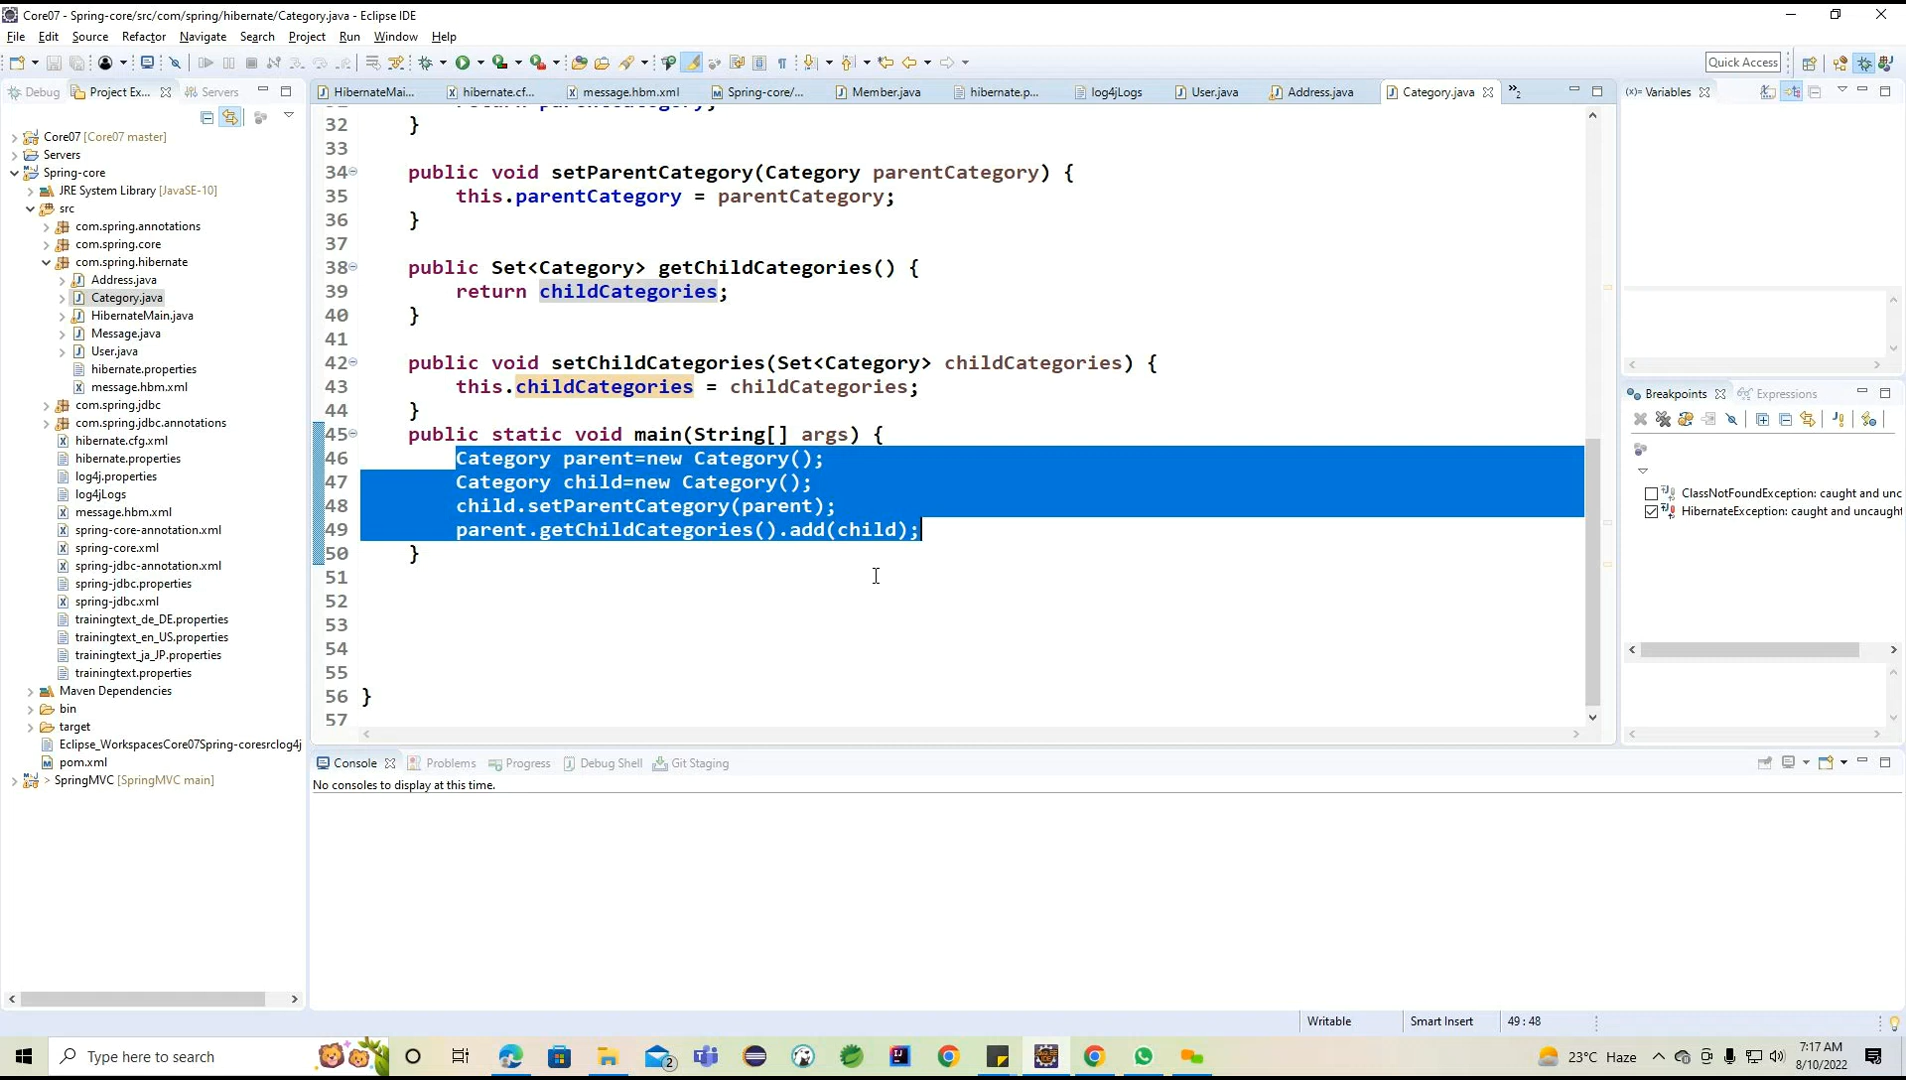 Core07 - Spring-core/src/com/spring/hibernate/Category.java - Eclipse IDE
File Edit Source Refactor Navigate Search Project Run Window Help
Quick Access
Debug Project Ex... Servers
HibernateMai... hibernate.cf... message.hbm.xml Spring-core/... Member.java hibernate.p... log4jLogs User.java Address.java Category.java »2
(x)= Variables
Core07 [Core07 master]
Servers
Spring-core
JRE System Library [JavaSE-10]
src
com.spring.annotations
com.spring.core
com.spring.hibernate
Address.java
Category.java
HibernateMain.java
Message.java
User.java
hibernate.properties
message.hbm.xml
com.spring.jdbc
com.spring.jdbc.annotations
hibernate.cfg.xml
hibernate.properties
log4j.properties
log4jLogs
message.hbm.xml
spring-core-annotation.xml
spring-core.xml
spring-jdbc-annotation.xml
spring-jdbc.properties
spring-jdbc.xml
trainingtext_de_DE.properties
trainingtext_en_US.properties
trainingtext_ja_JP.properties
trainingtext.properties
Maven Dependencies
bin
target
Eclipse_WorkspacesCore07Spring-coresrclog4j
pom.xml
> SpringMVC [SpringMVC main]
return parentCategory;
32 }
33
34 public void setParentCategory(Category parentCategory) {
35 this.parentCategory = parentCategory;
36 }
37
38 public Set<Category> getChildCategories() {
39 return childCategories;
40 }
41
42 public void setChildCategories(Set<Category> childCategories) {
43 this.childCategories = childCategories;
44 }
45 public static void main(String[] args) {
46 Category parent=new Category();
47 Category child=new Category();
48 child.setParentCategory(parent);
49 parent.getChildCategories().add(child);
50 }
51
52
53
54
55
56 }
57
Breakpoints Expressions
ClassNotFoundException: caught and unc
HibernateException: caught and uncaught
Console Problems Progress Debug Shell Git Staging
No consoles to display at this time.
Writable Smart Insert 49 : 48
Type here to search
2
23°C Haze
7:17 AM
8/10/2022